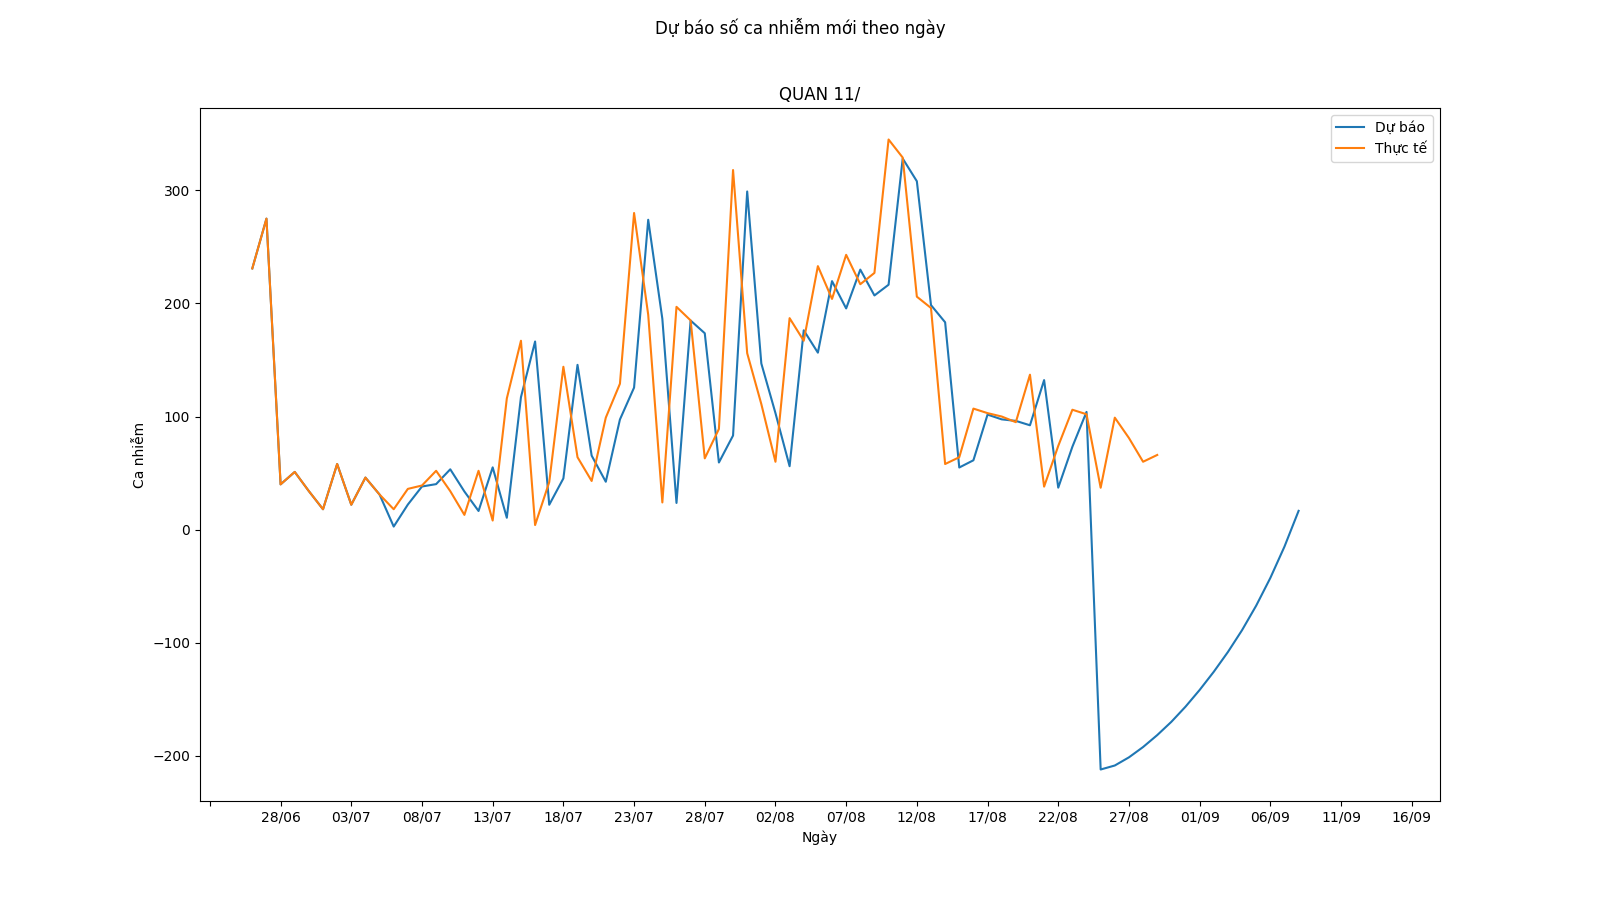 Dự báo số ca nhiễm mới theo ngày
QUAN 11/
Dự báo
Thực tế
300
200
100
0
−100
−200
Ca nhiễm
28/06 03/07 08/07 13/07 18/07 23/07 28/07 02/08 07/08 12/08 17/08 22/08 27/08 01/09 06/09 11/09 16/09
Ngày